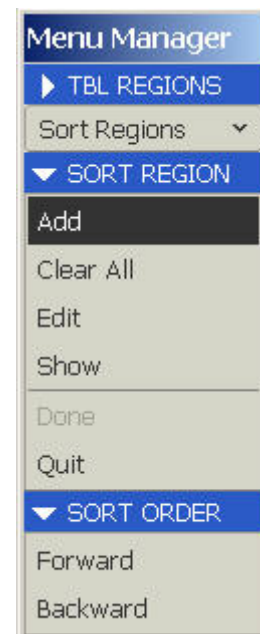 Menu Manager
TBL REGIONS
Sort Regions
SORT REGION
Add
Clear All
Edit
Show
Done
Quit
SORT ORDER
Forward
Backward